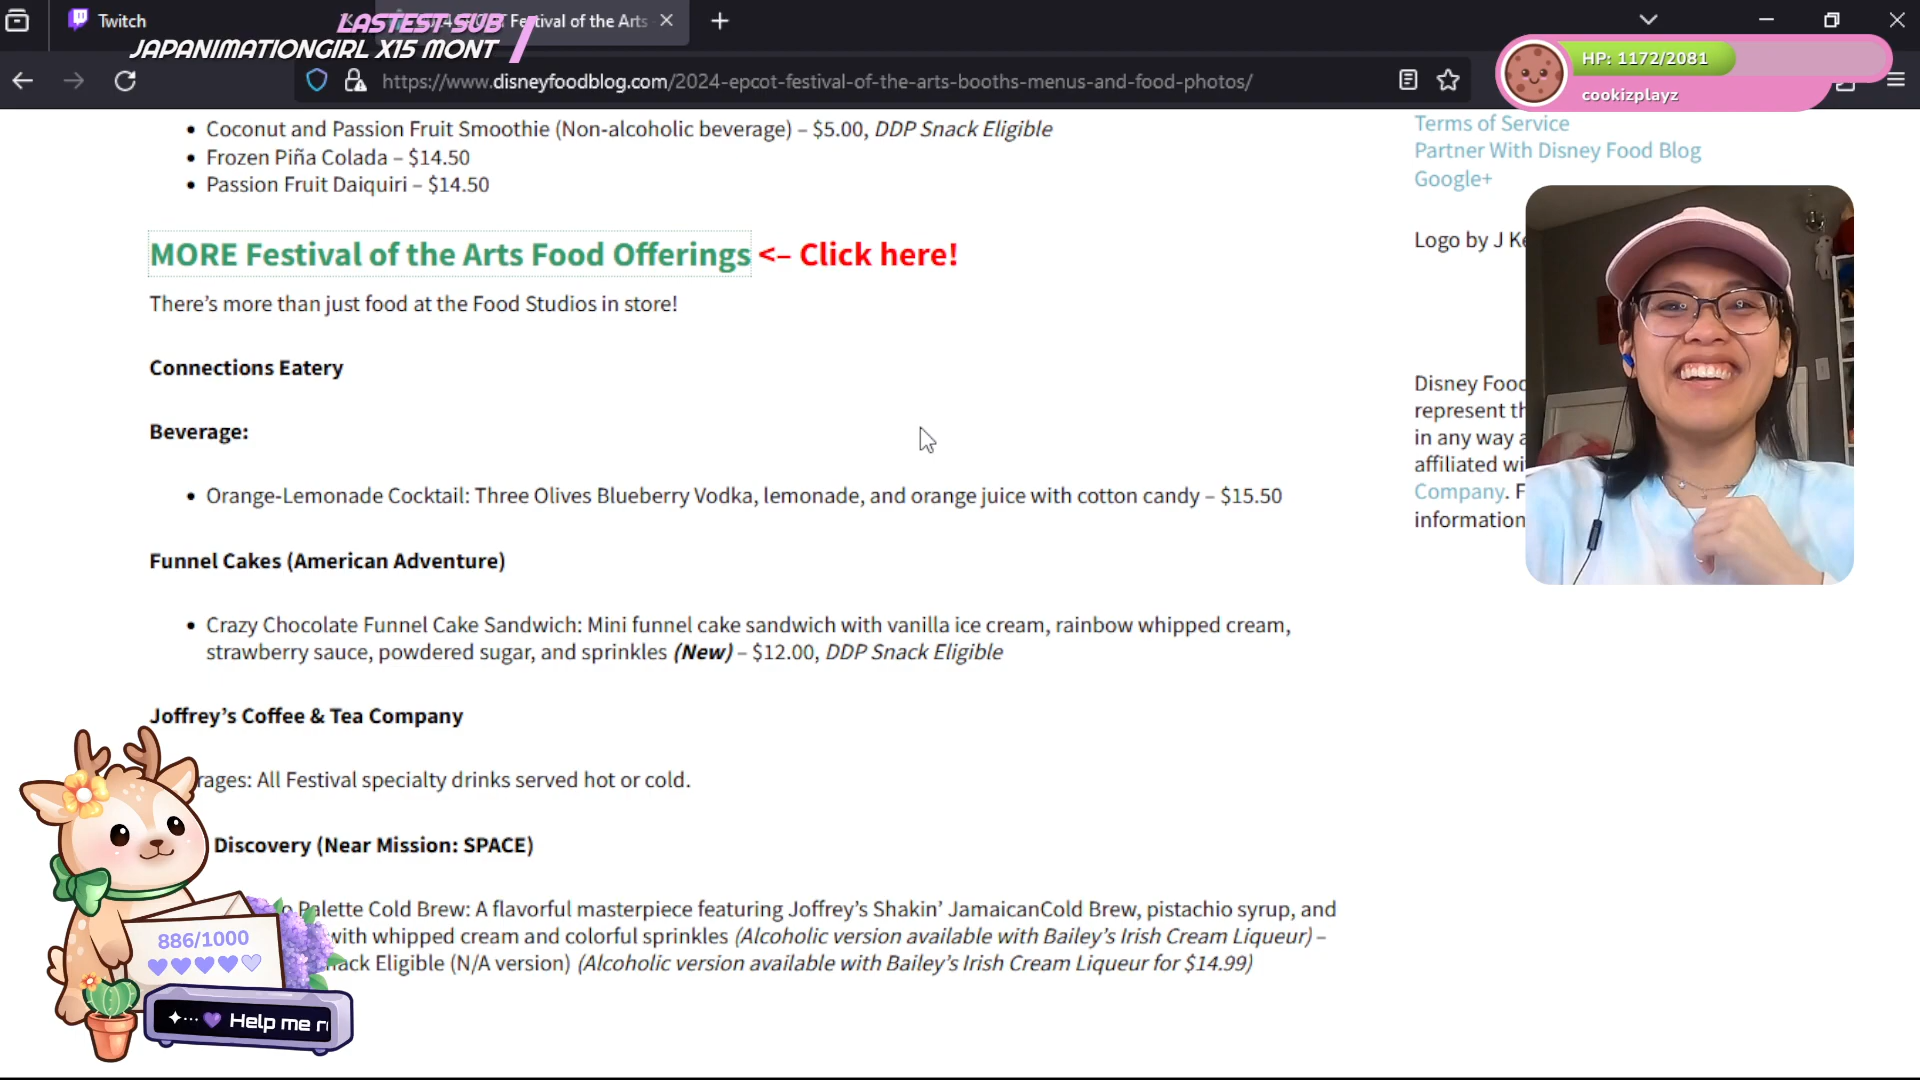 Twitch
LASTEST SUB
Festival of the Arts
JAPANIMATIONGIRL X15 MONT
https://www.disneyfoodblog.com/2024-epcot-festival-of-the-arts-booths-menus-and-food-photos/
HP: 1172/2081
cookizplayz
Coconut and Passion Fruit Smoothie (Non-alcoholic beverage) – $5.00, DDP Snack Eligible
Frozen Piña Colada – $14.50
Passion Fruit Daiquiri – $14.50
MORE Festival of the Arts Food Offerings <– Click here!
There’s more than just food at the Food Studios in store!
Connections Eatery
Beverage:
Orange-Lemonade Cocktail: Three Olives Blueberry Vodka, lemonade, and orange juice with cotton candy – $15.50
Funnel Cakes (American Adventure)
Crazy Chocolate Funnel Cake Sandwich: Mini funnel cake sandwich with vanilla ice cream, rainbow whipped cream,
strawberry sauce, powdered sugar, and sprinkles (New) – $12.00, DDP Snack Eligible
Joffrey’s Coffee & Tea Company
rages: All Festival specialty drinks served hot or cold.
Discovery (Near Mission: SPACE)
Palette Cold Brew: A flavorful masterpiece featuring Joffrey’s Shakin’ JamaicanCold Brew, pistachio syrup, and
with whipped cream and colorful sprinkles (Alcoholic version available with Bailey’s Irish Cream Liqueur) –
nack Eligible (N/A version) (Alcoholic version available with Bailey’s Irish Cream Liqueur for $14.99)
Terms of Service
Partner With Disney Food Blog
Google+
Logo by J Ke
Disney Food
represent th
in any way a
affiliated wi
Company. F
information
886/1000
Help me r